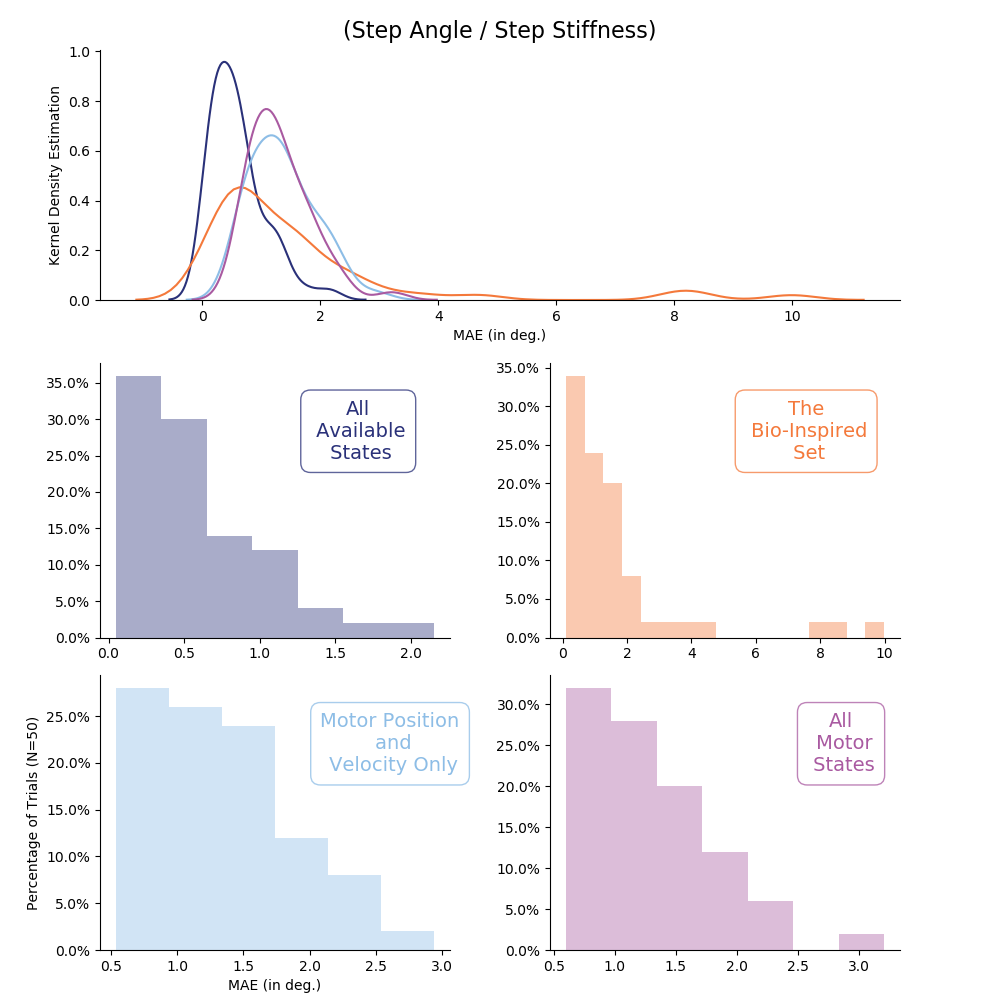 (Step Angle / Step Stiffness)
Kernel Density Estimation
1.0
0.8
0.6
0.4
0.2
0.0
0 2 4 6 8 10
MAE (in deg.)
35.0%
30.0%
25.0%
20.0%
15.0%
10.0%
5.0%
0.0%
0.0 0.5 1.0 1.5 2.0
All
Available
States
35.0%
30.0%
25.0%
20.0%
15.0%
10.0%
5.0%
0.0%
0 2 4 6 8 10
The
Bio-Inspired
Set
Percentage of Trials (N=50)
25.0%
20.0%
15.0%
10.0%
5.0%
0.0%
0.5 1.0 1.5 2.0 2.5 3.0
MAE (in deg.)
Motor Position
and
Velocity Only
30.0%
25.0%
20.0%
15.0%
10.0%
5.0%
0.0%
0.5 1.0 1.5 2.0 2.5 3.0
All
Motor
States